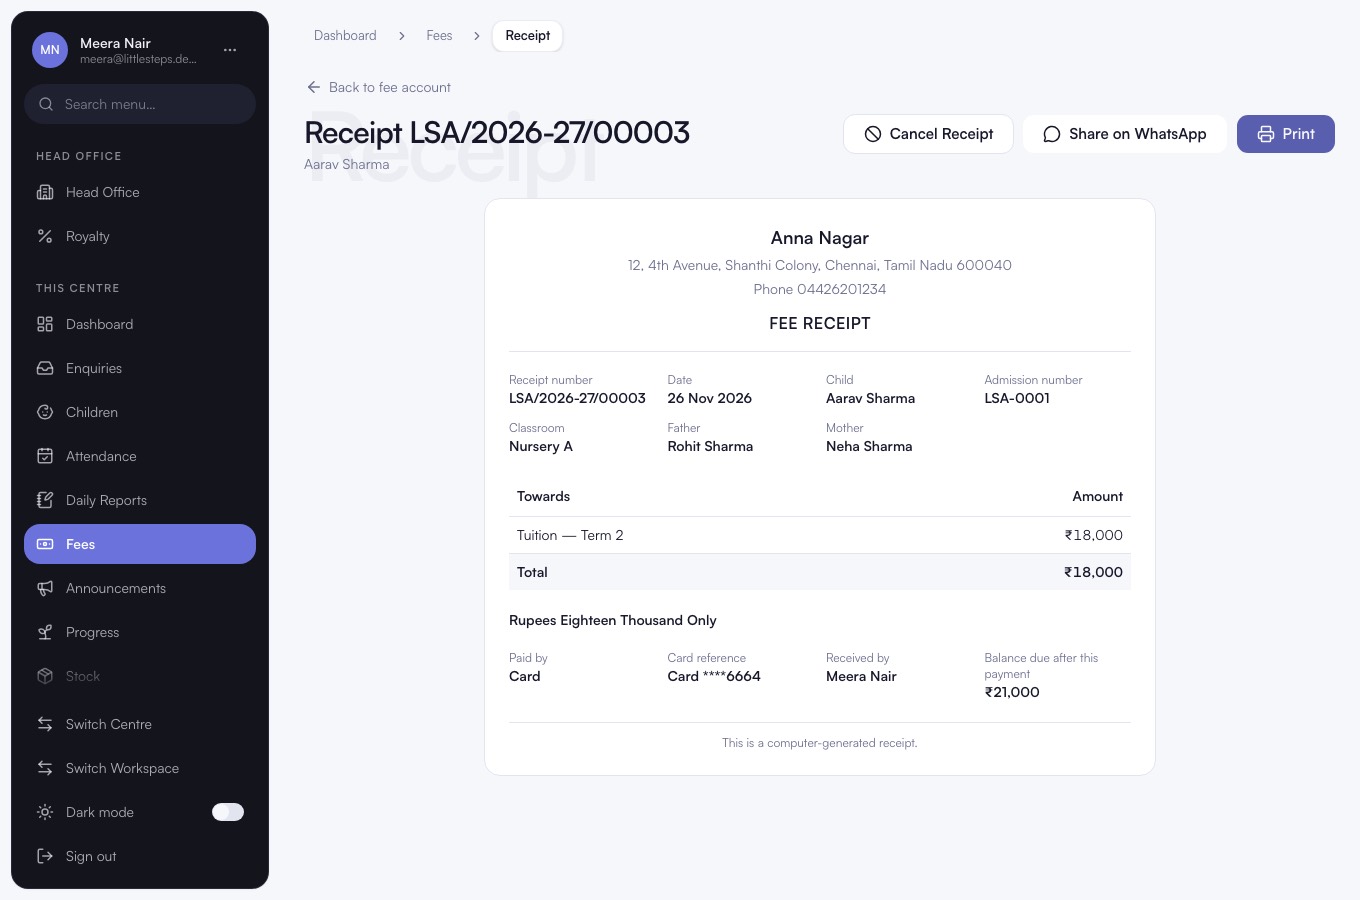 MN
Meera Nair
meera@littlesteps.de...
Search menu...
HEAD OFFICE
Head Office
Royalty
THIS CENTRE
Dashboard
Enquiries
Children
Attendance
Daily Reports
Fees
Announcements
Progress
Stock
Switch Centre
Switch Workspace
Dark mode
Sign out
Dashboard > Fees > Receipt
Back to fee account
Receipt
Receipt LSA/2026-27/00003
Aarav Sharma
Cancel Receipt Share on WhatsApp Print
Anna Nagar
12, 4th Avenue, Shanthi Colony, Chennai, Tamil Nadu 600040
Phone 04426201234
FEE RECEIPT
Receipt number Date Child Admission number
LSA/2026-27/00003 26 Nov 2026 Aarav Sharma LSA-0001
Classroom Father Mother
Nursery A Rohit Sharma Neha Sharma
Towards Amount
Tuition — Term 2 ₹18,000
Total ₹18,000
Rupees Eighteen Thousand Only
Paid by Card reference Received by Balance due after this payment
Card Card ****6664 Meera Nair ₹21,000
This is a computer-generated receipt.